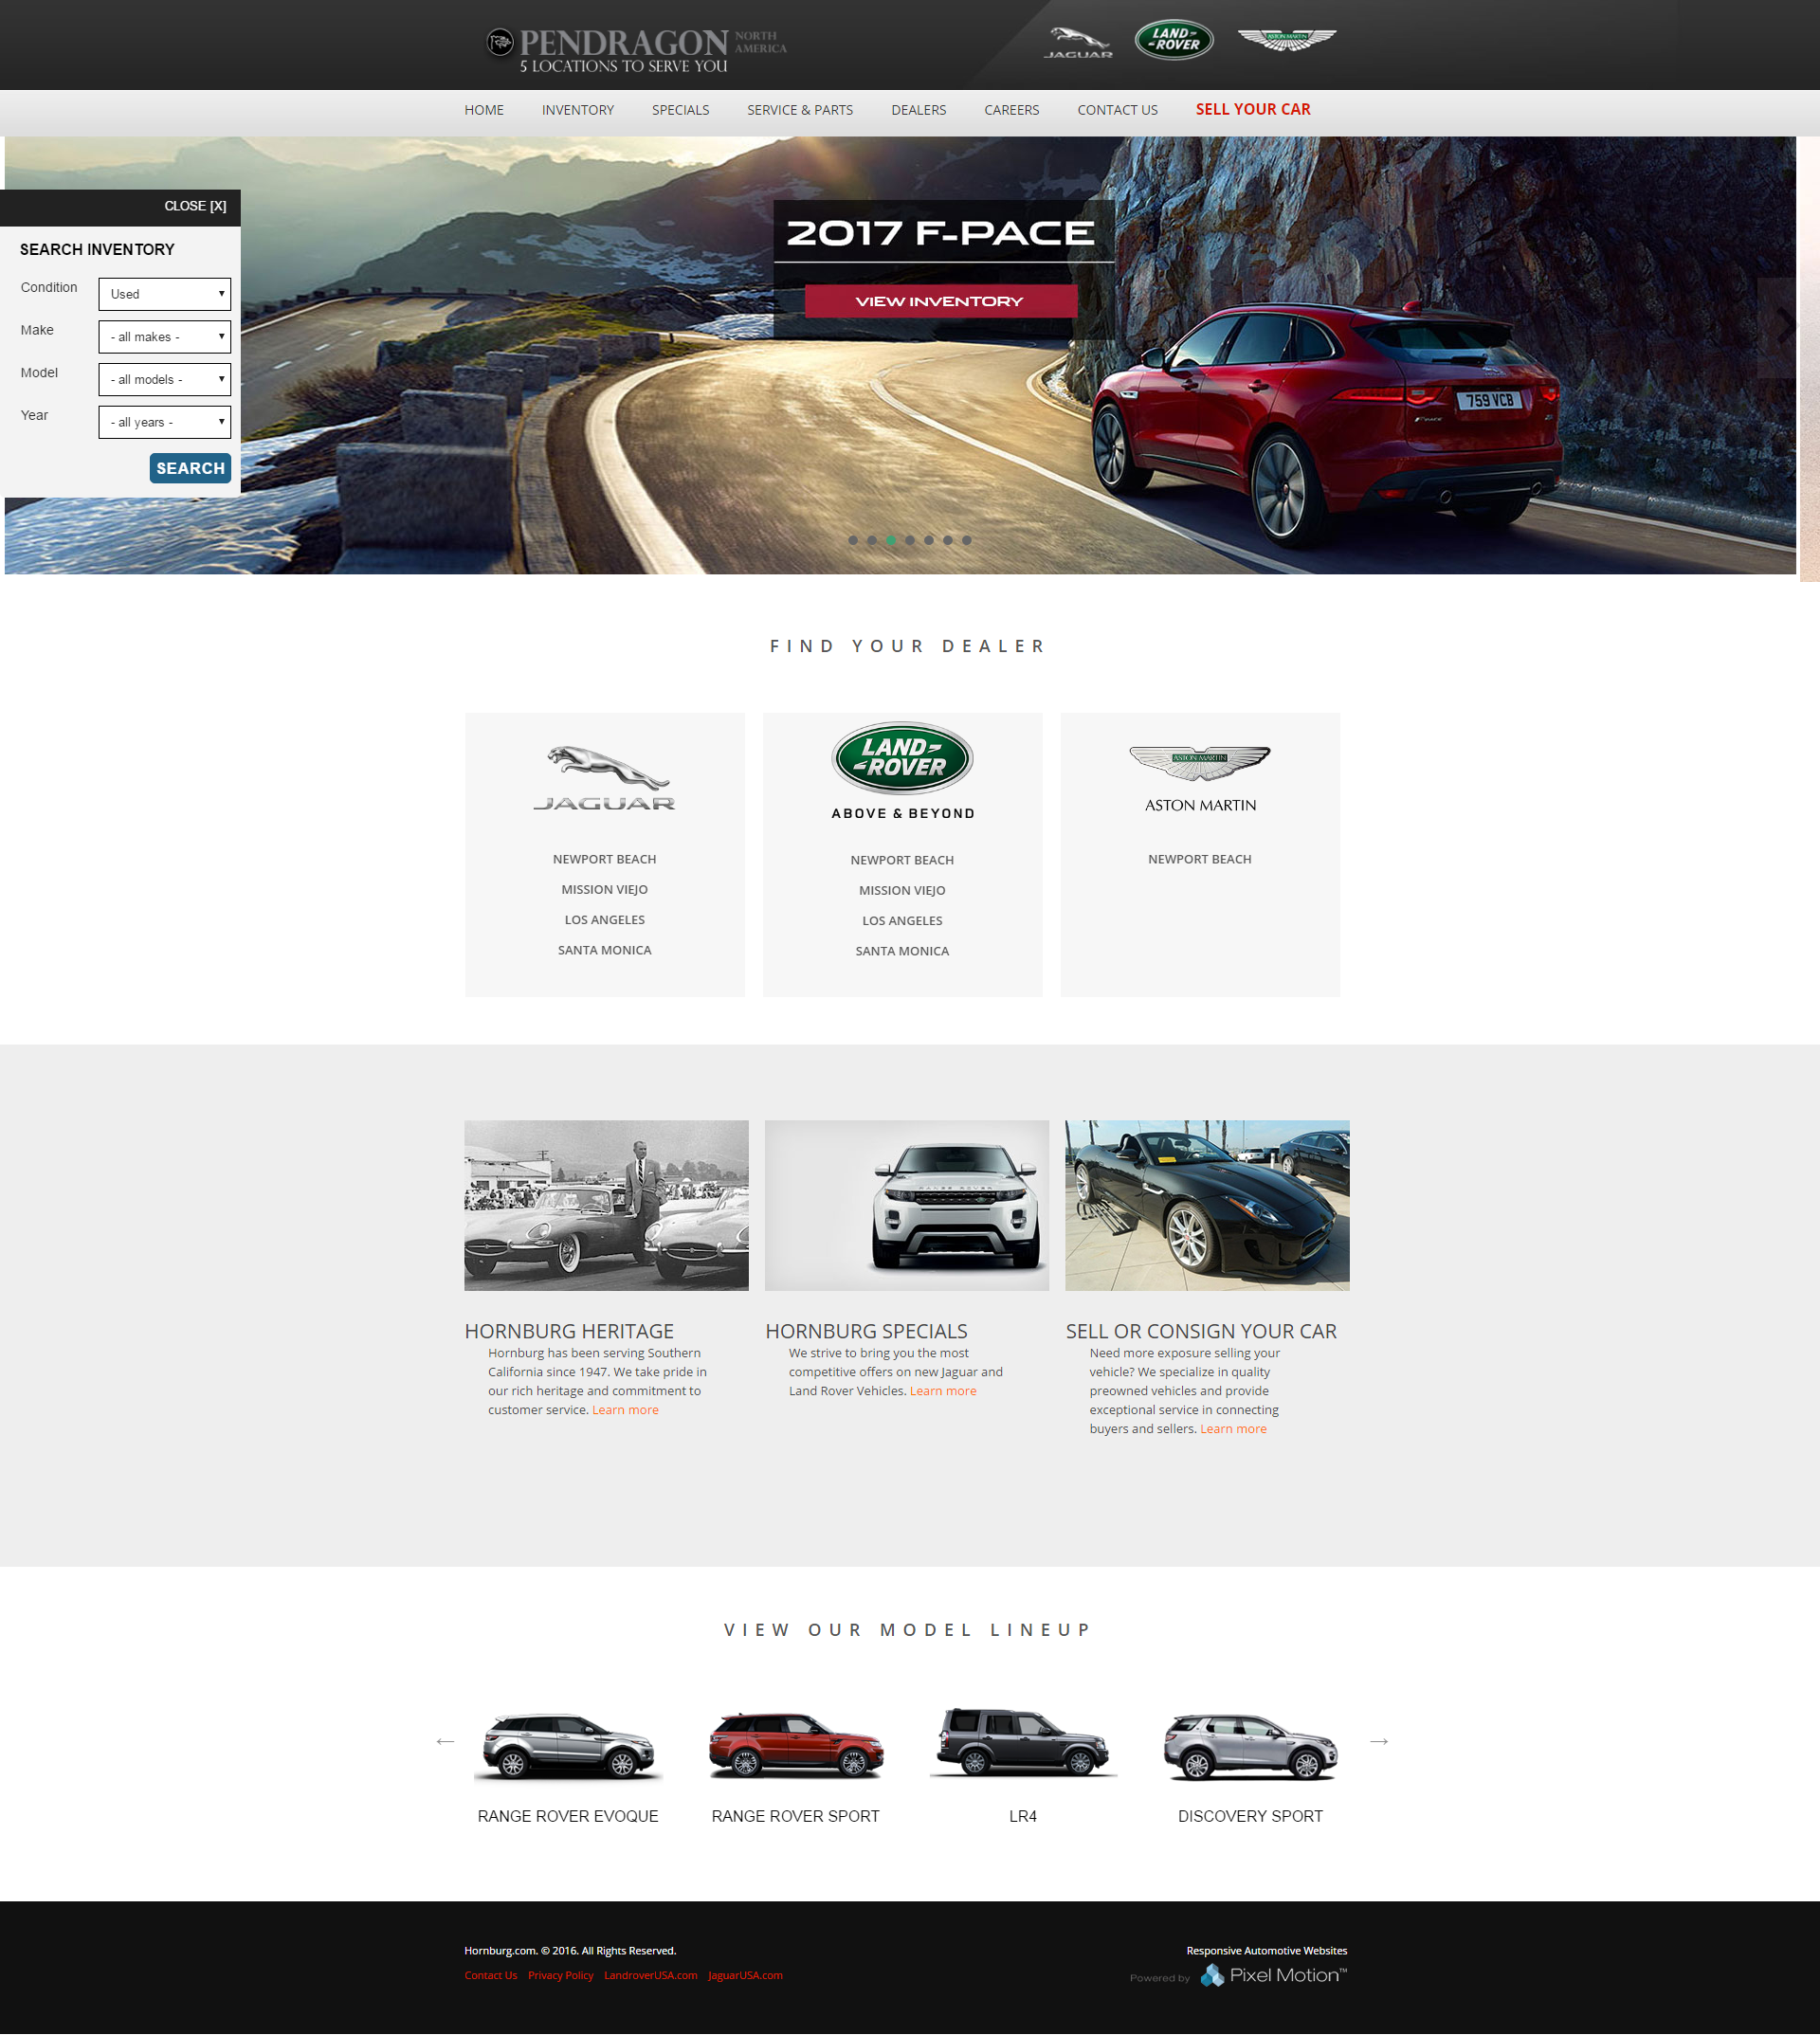 PENDRAGON NORTH AMERICA
5 LOCATIONS TO SERVE YOU
JAGUAR
LAND-ROVER
ASTON MARTIN
HOME INVENTORY SPECIALS SERVICE & PARTS DEALERS CAREERS CONTACT US SELL YOUR CAR
CLOSE [X]
SEARCH INVENTORY
Condition Used
Make - all makes -
Model - all models -
Year - all years -
SEARCH
2017 F-PACE
VIEW INVENTORY
759 VCB
FIND YOUR DEALER
JAGUAR
NEWPORT BEACH
MISSION VIEJO
LOS ANGELES
SANTA MONICA
LAND-
-ROVER
ABOVE & BEYOND
NEWPORT BEACH
MISSION VIEJO
LOS ANGELES
SANTA MONICA
ASTON MARTIN
ASTON MARTIN
NEWPORT BEACH
RANGE ROVER
HORNBURG HERITAGE
Hornburg has been serving Southern
California since 1947. We take pride in
our rich heritage and commitment to
customer service. Learn more
HORNBURG SPECIALS
We strive to bring you the most
competitive offers on new Jaguar and
Land Rover Vehicles. Learn more
SELL OR CONSIGN YOUR CAR
Need more exposure selling your
vehicle? We specialize in quality
preowned vehicles and provide
exceptional service in connecting
buyers and sellers. Learn more
VIEW OUR MODEL LINEUP
← →
RANGE ROVER EVOQUE
RANGE ROVER SPORT
LR4
DISCOVERY SPORT
Hornburg.com. © 2016. All Rights Reserved.
Contact Us Privacy Policy LandroverUSA.com JaguarUSA.com
Responsive Automotive Websites
Powered by Pixel Motion™